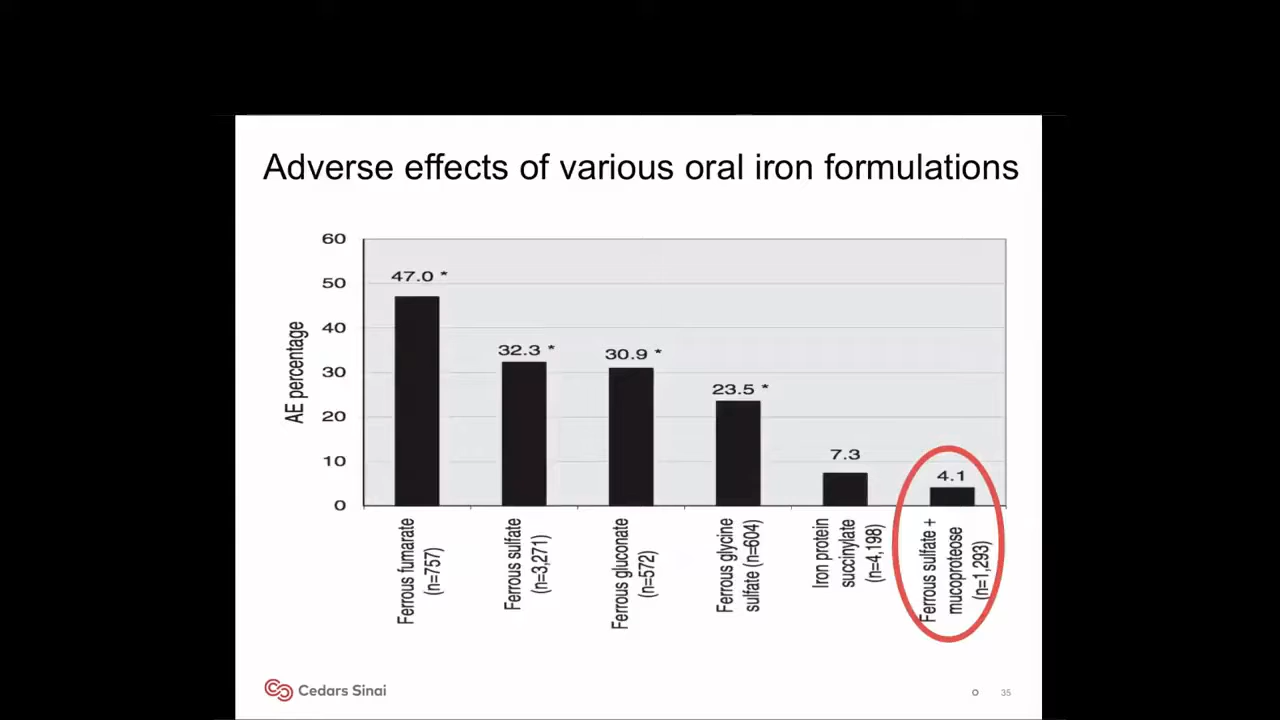 Adverse effects of various oral iron formulations
60
50
40
30
20
10
0
AE percentage
47.0 *
32.3 *
30.9 *
23.5 *
7.3
4.1
Ferrous fumarate
(n=757)
Ferrous sulfate
(n=3,271)
Ferrous gluconate
(n=572)
Ferrous glycine
sulfate (n=604)
Iron protein
succinylate
(n=4,198)
Ferrous sulfate +
mucoproteose
(n=1,293)
Cedars Sinai
35